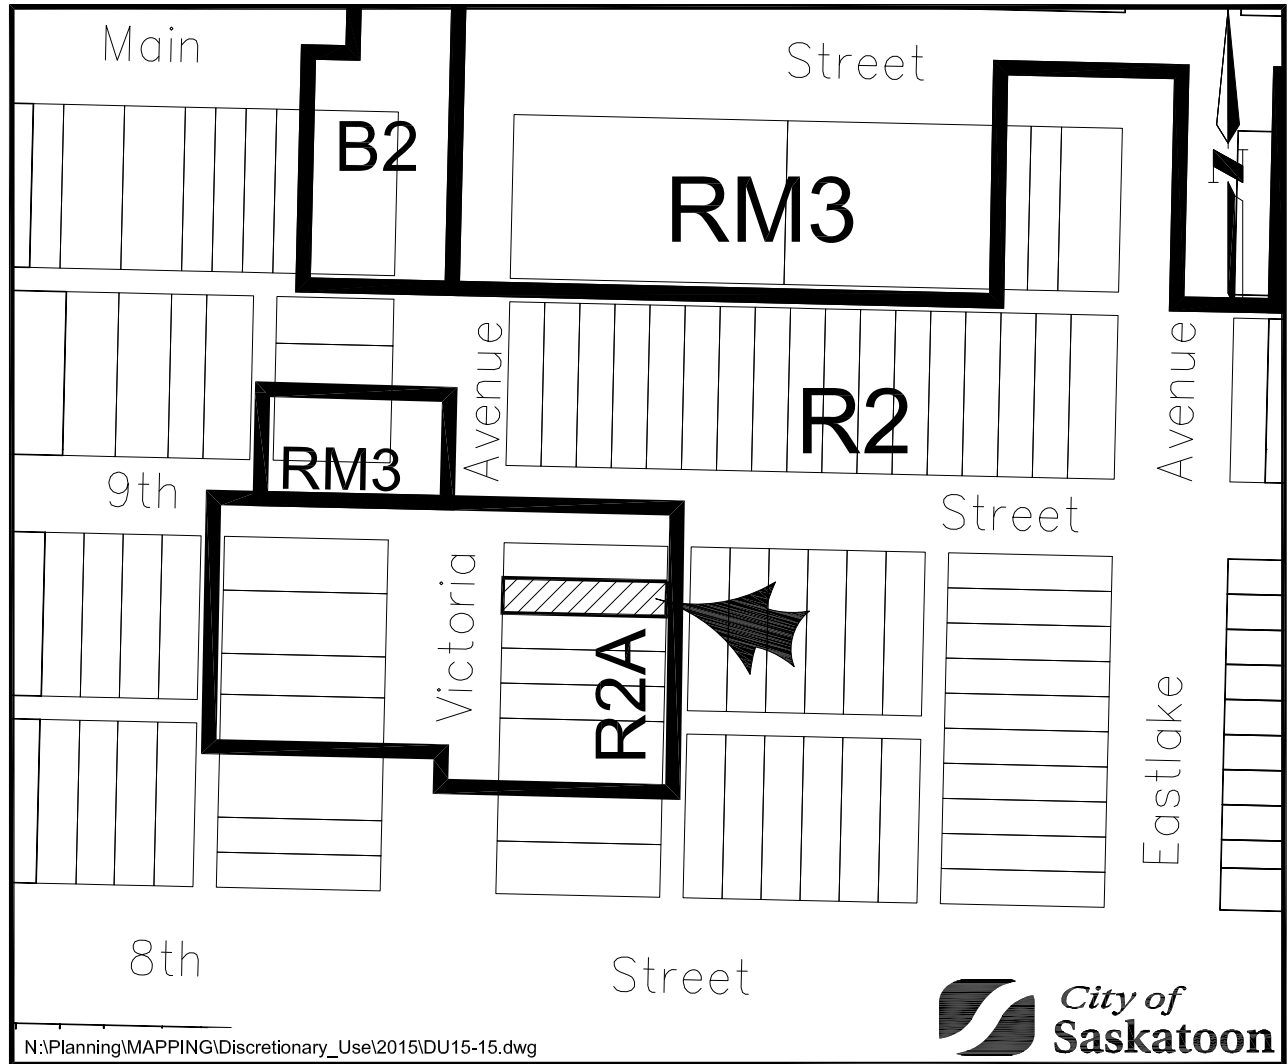 Main Street
B2
RM3
N
Avenue
R2
Avenue
RM3
9th Street
Victoria
R2A
Eastlake
8th Street
City of
Saskatoon
N:\Planning\MAPPING\Discretionary_Use\2015\DU15-15.dwg